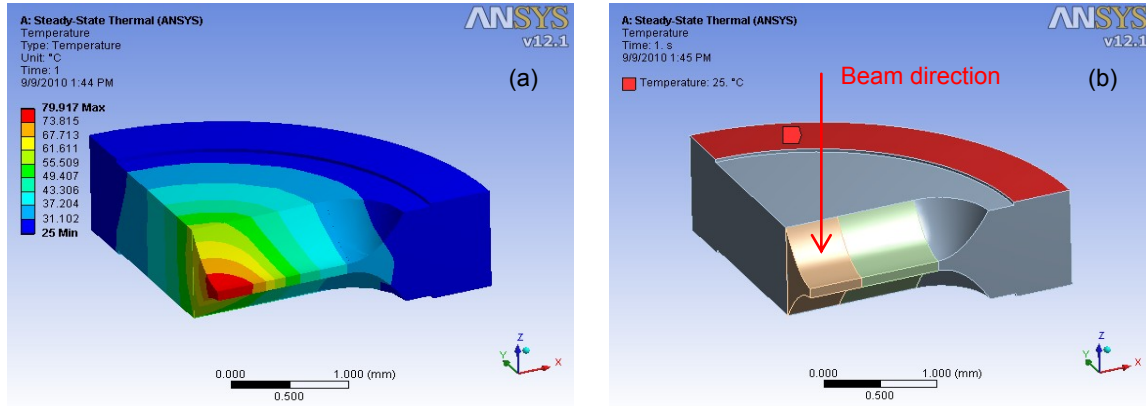 A: Steady-State Thermal (ANSYS)
Temperature
Type: Temperature
Unit: °C
Time: 1
9/9/2010 1:44 PM
ANSYS
v12.1
(a)
79.917 Max
73.815
67.713
61.611
55.509
49.407
43.306
37.204
31.102
25 Min
0.000
1.000 (mm)
0.500
Z
Y
X
A: Steady-State Thermal (ANSYS)
Temperature
Time: 1. s
9/9/2010 1:45 PM
ANSYS
v12.1
Temperature: 25. °C
Beam direction
(b)
0.000
1.000 (mm)
0.500
Z
Y
X